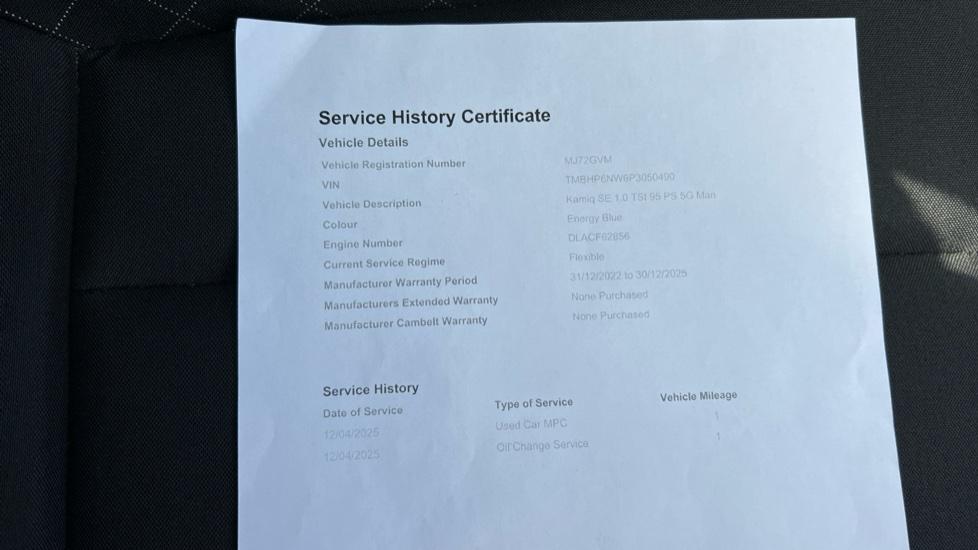 Service History Certificate
Vehicle Details
Vehicle Registration Number MJ72GVM
VIN TMBHP6NW6P3050490
Vehicle Description Kamiq SE 1.0 TSI 95 PS 5G Man
Colour Energy Blue
Engine Number DLACF62856
Current Service Regime Flexible
Manufacturer Warranty Period 31/12/2022 to 30/12/2025
Manufacturers Extended Warranty None Purchased
Manufacturer Cambelt Warranty None Purchased
Service History
Date of Service Type of Service Vehicle Mileage
12/04/2025 Used Car MPC 1
12/04/2025 Oil Change Service 1